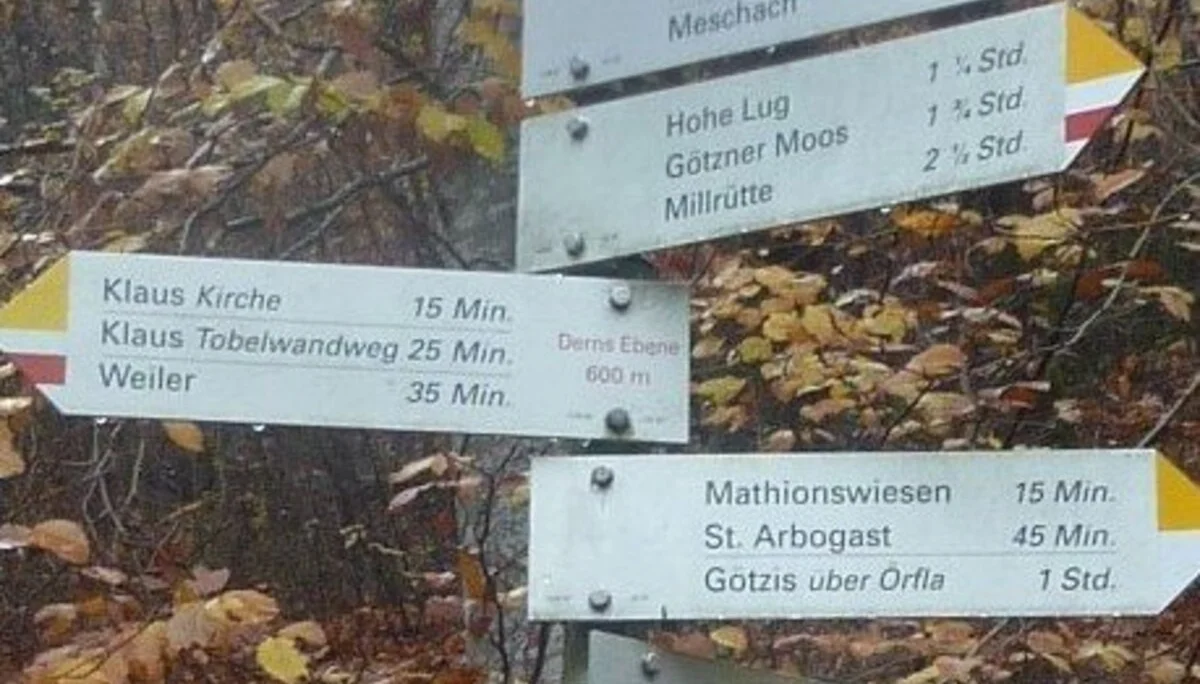 Meschach
Hohe Lug 1 ¼ Std.
Götzner Moos 1 ¾ Std.
Millrütte 2 ½ Std.
Klaus Kirche 15 Min.
Klaus Tobelwandweg 25 Min.
Weiler 35 Min.
Derns Ebene
600 m
Mathionswiesen 15 Min.
St. Arbogast 45 Min.
Götzis über Örfla 1 Std.